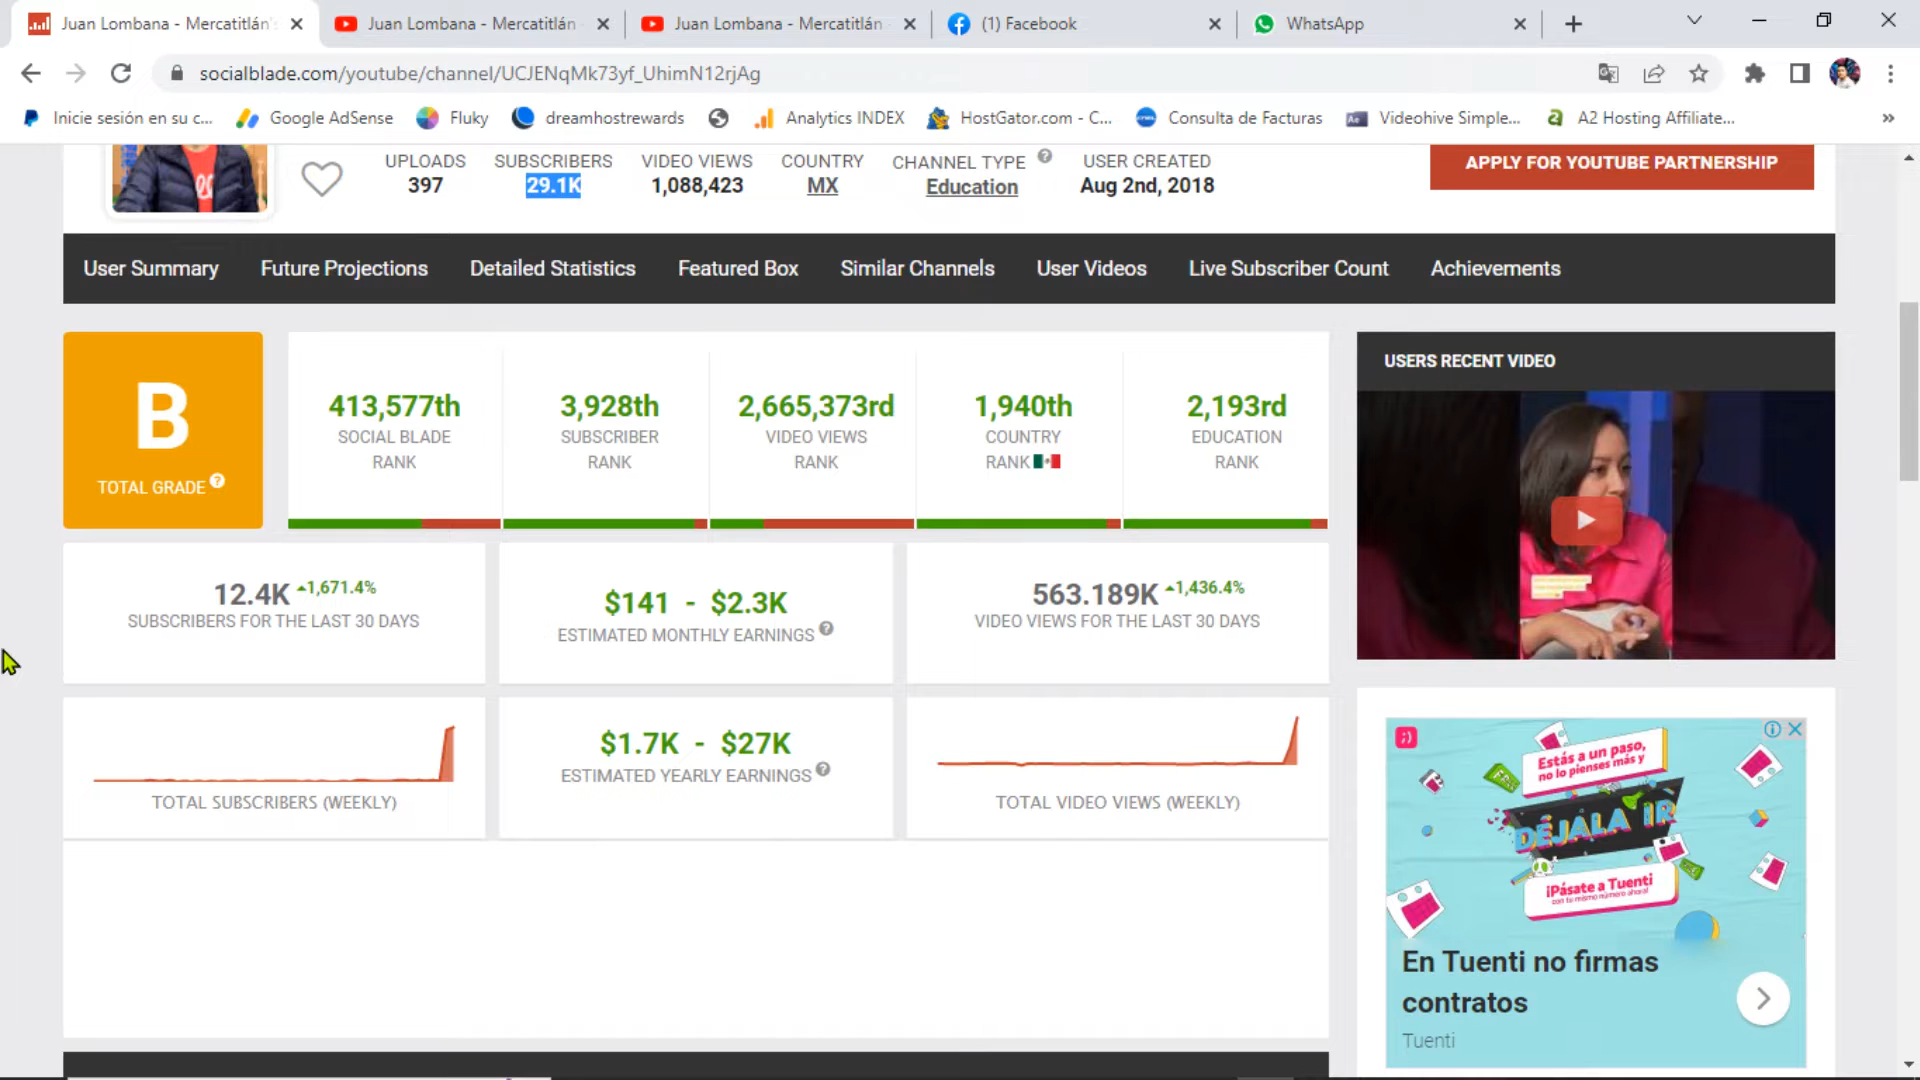 Juan Lombana - Mercatitlán's
Juan Lombana - Mercatitlán
Juan Lombana - Mercatitlán
(1) Facebook
WhatsApp
socialblade.com/youtube/channel/UCJENqMk73yf_UhimN12rjAg
Inicie sesión en su c...
Google AdSense
Fluky
dreamhostrewards
Analytics INDEX
HostGator.com - C...
Consulta de Facturas
Videohive Simple...
A2 Hosting Affiliate...
UPLOADS
397
SUBSCRIBERS
29.1K
VIDEO VIEWS
1,088,423
COUNTRY
MX
CHANNEL TYPE
Education
USER CREATED
Aug 2nd, 2018
APPLY FOR YOUTUBE PARTNERSHIP
User Summary
Future Projections
Detailed Statistics
Featured Box
Similar Channels
User Videos
Live Subscriber Count
Achievements
B
TOTAL GRADE
413,577th
SOCIAL BLADE
RANK
3,928th
SUBSCRIBER
RANK
2,665,373rd
VIDEO VIEWS
RANK
1,940th
COUNTRY
RANK
2,193rd
EDUCATION
RANK
USERS RECENT VIDEO
12.4K 1,671.4%
SUBSCRIBERS FOR THE LAST 30 DAYS
$141 - $2.3K
ESTIMATED MONTHLY EARNINGS
563.189K 1,436.4%
VIDEO VIEWS FOR THE LAST 30 DAYS
TOTAL SUBSCRIBERS (WEEKLY)
$1.7K - $27K
ESTIMATED YEARLY EARNINGS
TOTAL VIDEO VIEWS (WEEKLY)
Estás a un paso,
no lo pienses más y
DÉJALA IR
¡Pásate a Tuenti
con tu mismo número ahora!
En Tuenti no firmas
contratos
Tuenti